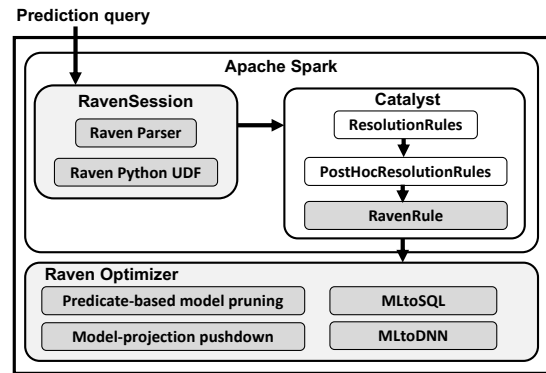 Prediction query
Apache Spark
RavenSession
Raven Parser
Raven Python UDF
Catalyst
ResolutionRules
PostHocResolutionRules
RavenRule
Raven Optimizer
Predicate-based model pruning
MLtoSQL
Model-projection pushdown
MLtoDNN